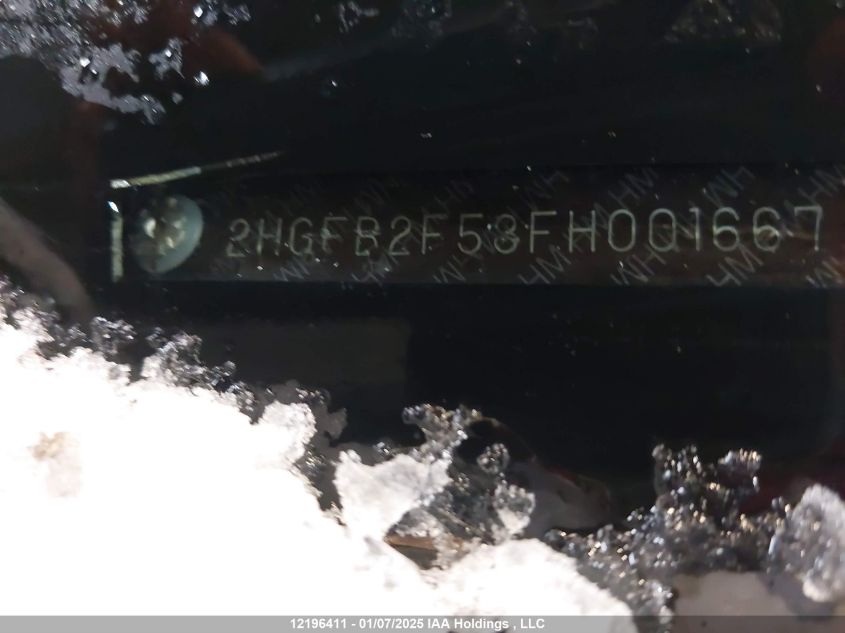 2HGFB2F53FH001667
12196411 - 01/07/2025 IAA Holdings , LLC